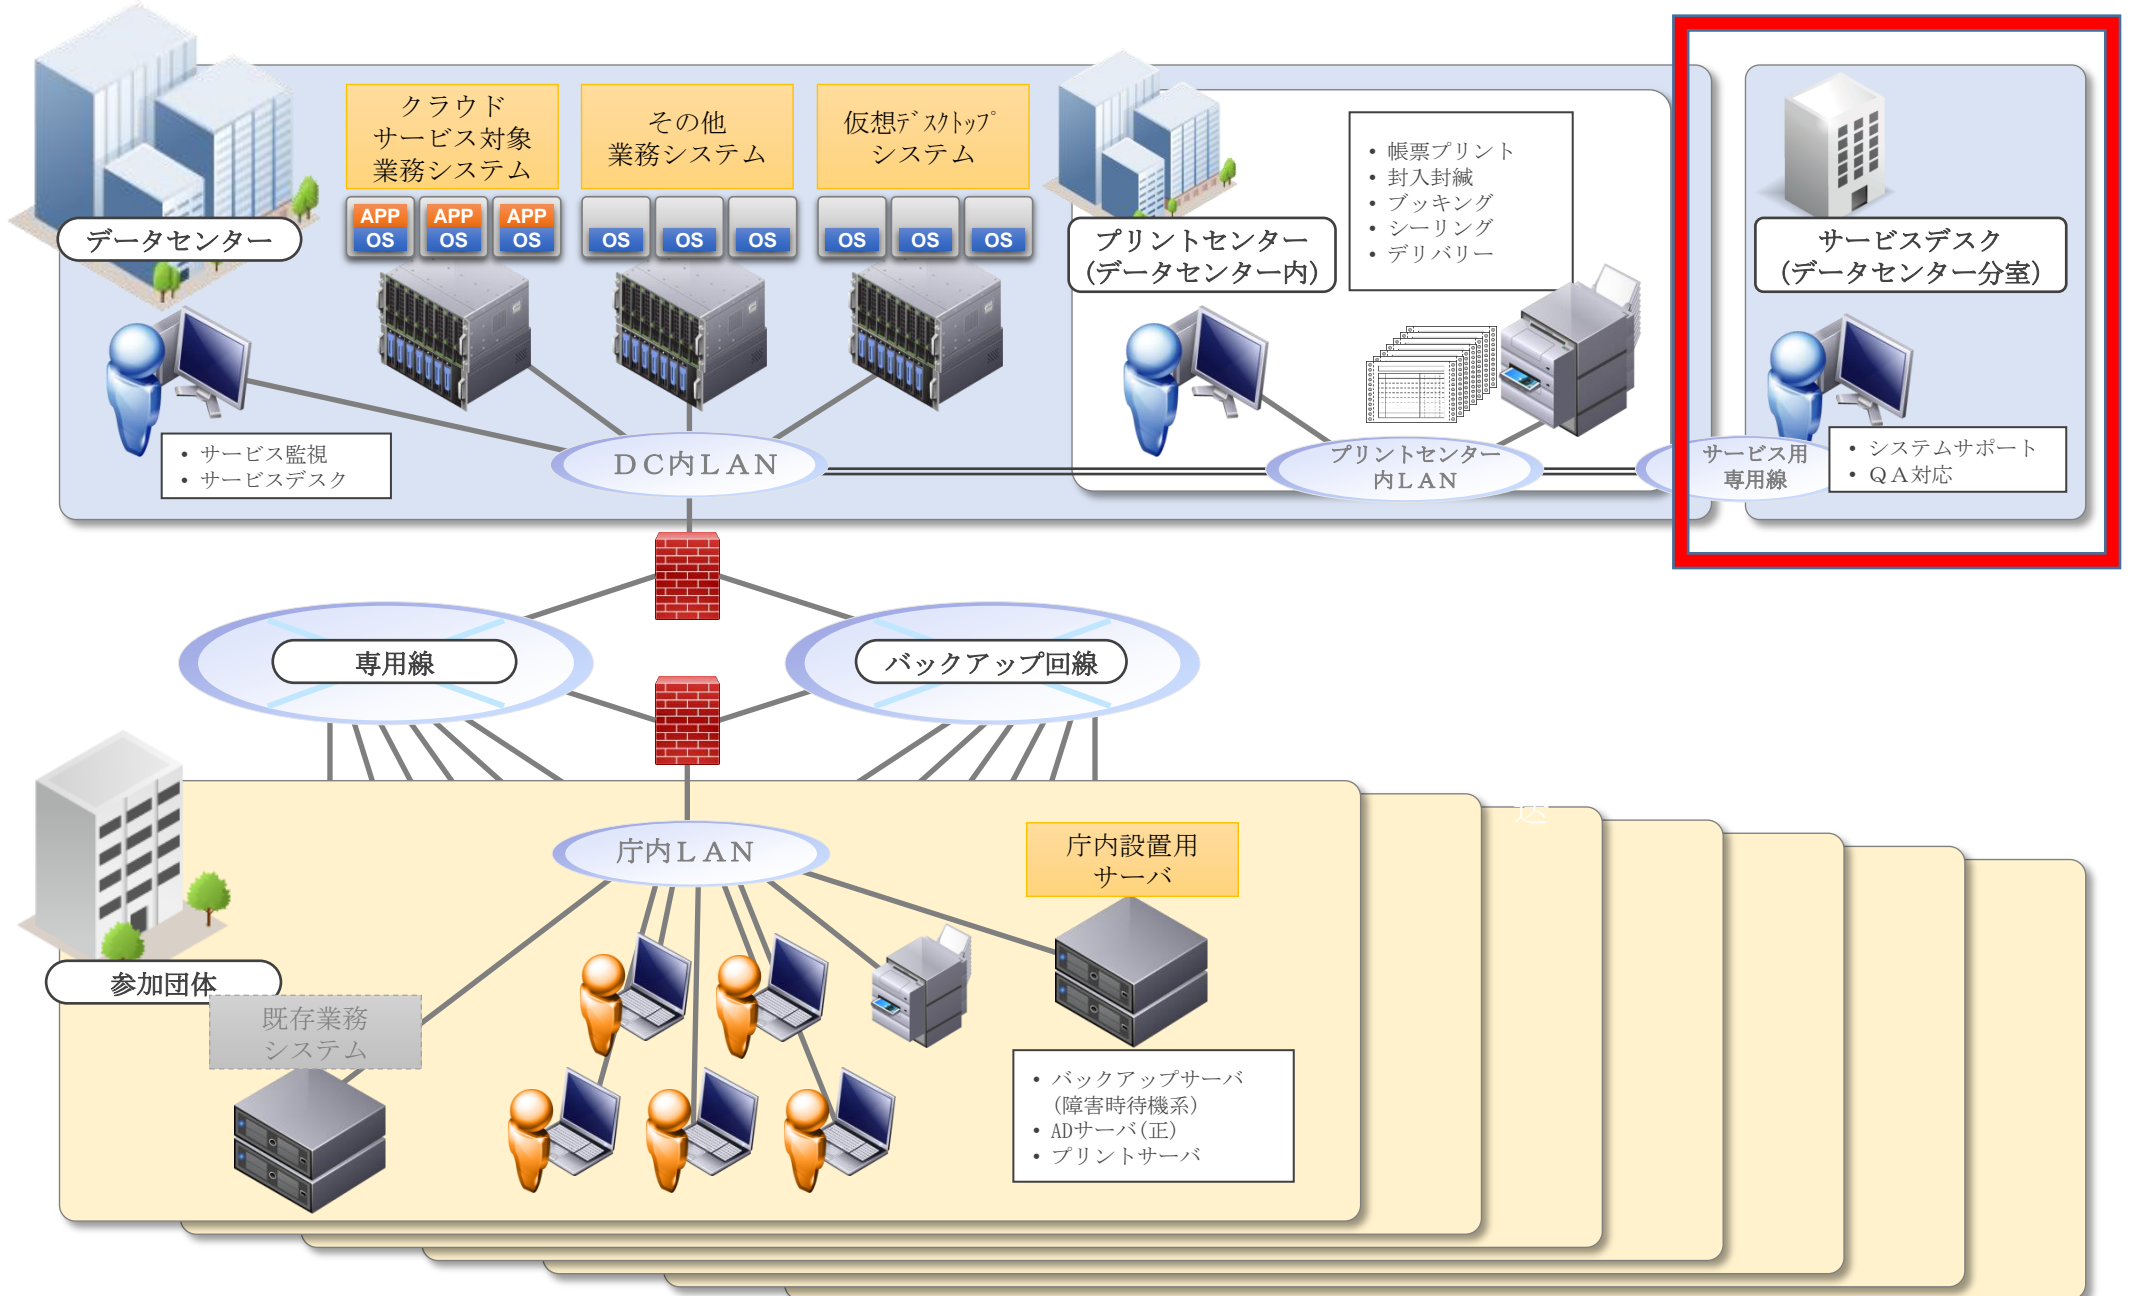 クラウド
サービス対象
業務システム
その他
業務システム
仮想ﾃﾞｽｸﾄｯﾌﾟ
システム
APP
APP
APP
OS
OS
OS
OS
OS
OS
OS
OS
OS
データセンター
・サービス監視
・サービスデスク
プリントセンター
(データセンター内)
・帳票プリント
・封入封緘
・ブッキング
・シーリング
・デリバリー
サービスデスク
(データセンター分室)
・システムサポート
・ＱＡ対応
ＤＣ内ＬＡＮ
プリントセンター
内ＬＡＮ
サービス用
専用線
専用線
バックアップ回線
送
参加団体
庁内ＬＡＮ
庁内設置用
サーバ
既存業務
システム
・バックアップサーバ
(障害時待機系)
・ADサーバ(正)
・プリントサーバ